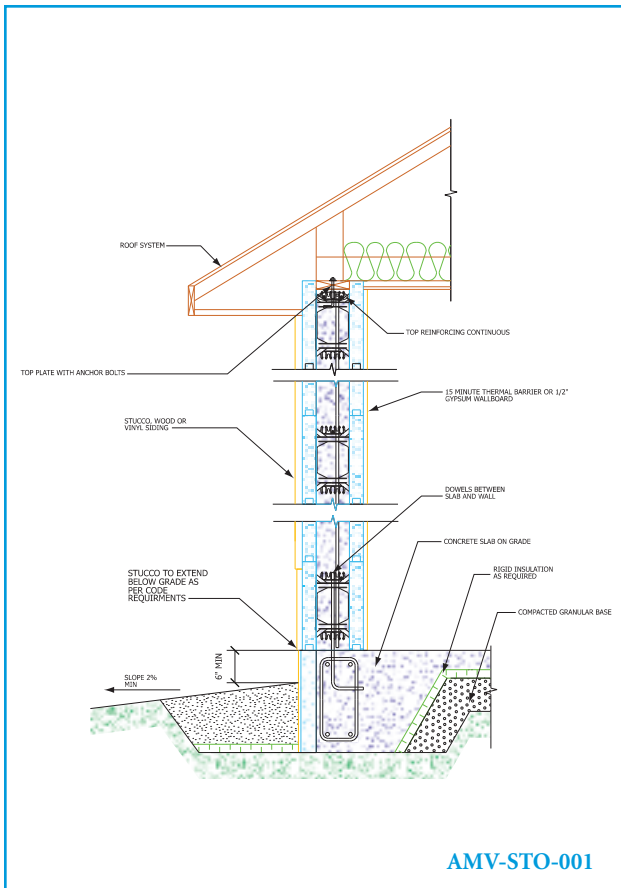 ROOF SYSTEM
TOP REINFORCING CONTINUOUS
TOP PLATE WITH ANCHOR BOLTS
15 MINUTE THERMAL BARRIER OR 1/2"
GYPSUM WALLBOARD
STUCCO, WOOD OR
VINYL SIDING
DOWELS BETWEEN
SLAB AND WALL
CONCRETE SLAB ON GRADE
STUCCO TO EXTEND
BELOW GRADE AS
PER CODE
REQUIRMENTS
RIGID INSULATION
AS REQUIRED
COMPACTED GRANULAR BASE
6" MIN
SLOPE 2%
MIN
AMV-STO-001